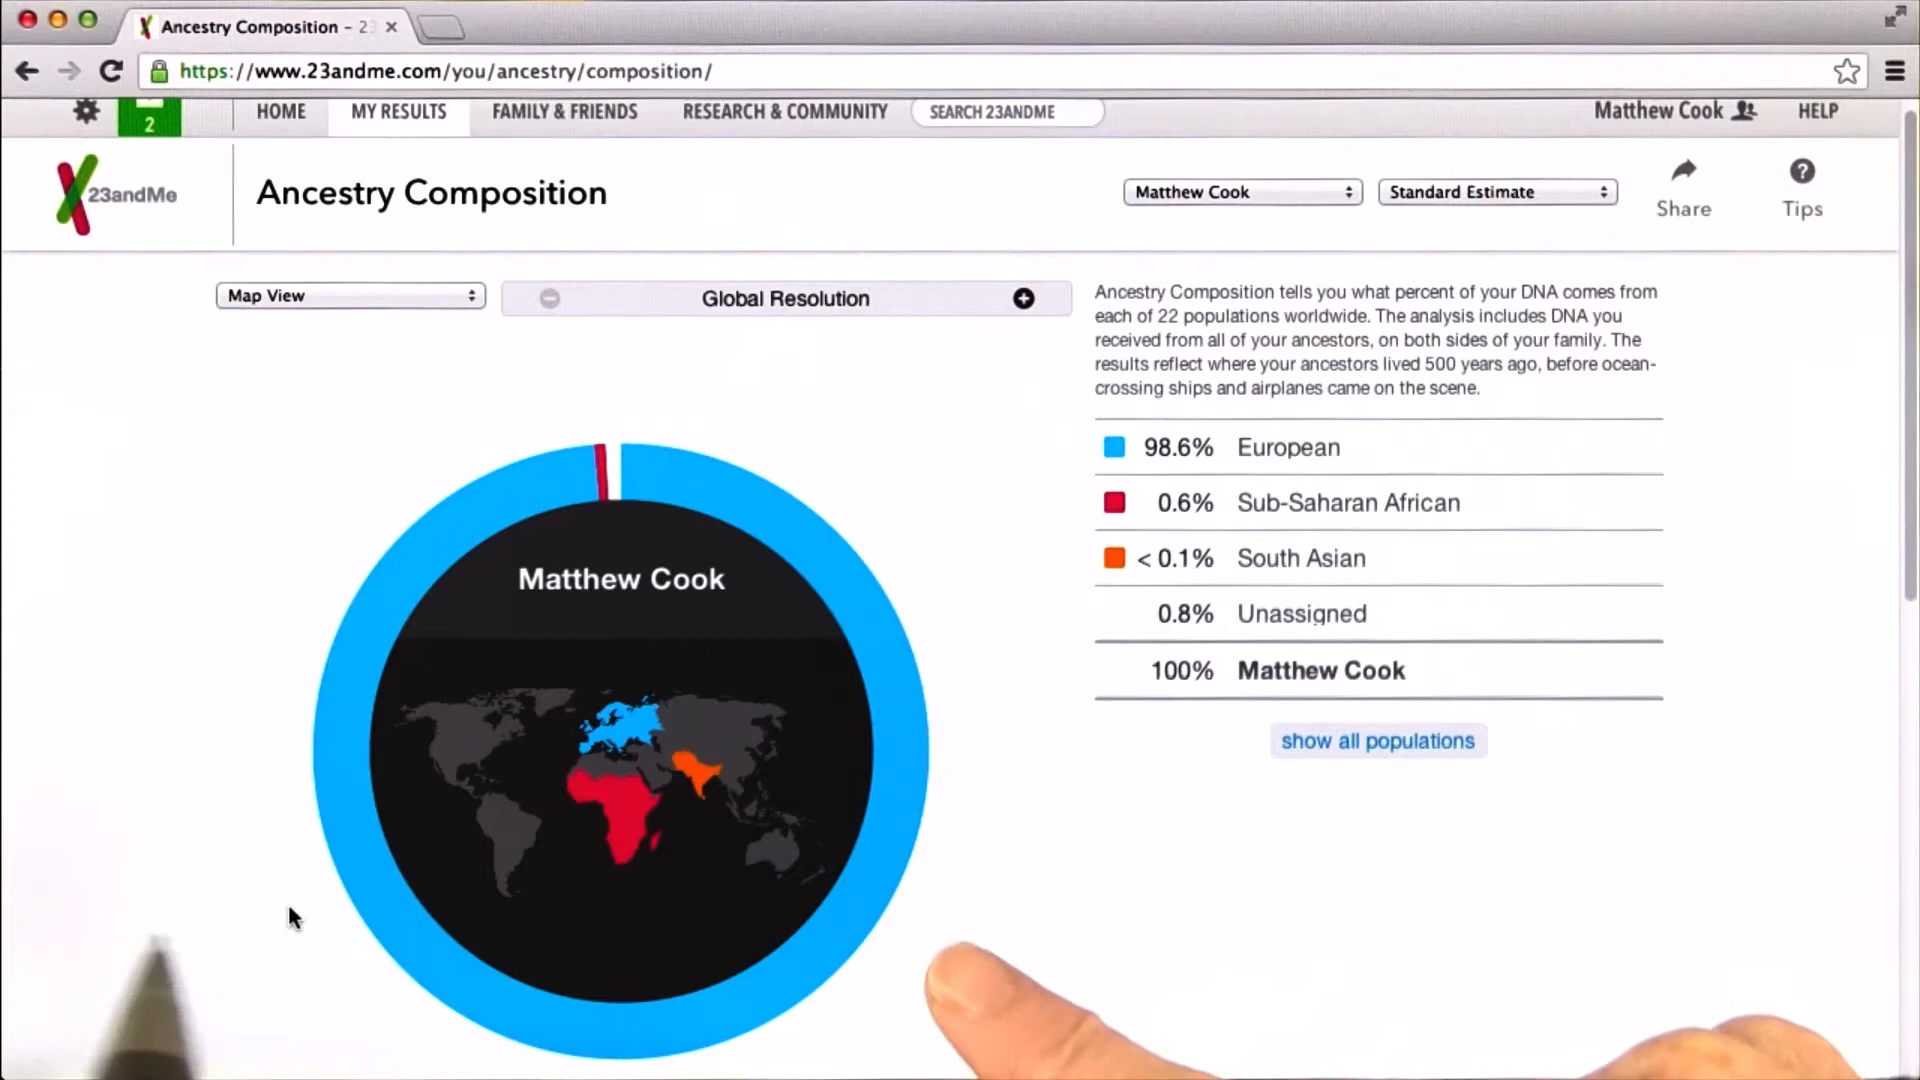 Ancestry Composition – 23
https://www.23andme.com/you/ancestry/composition/
2
HOME
MY RESULTS
FAMILY & FRIENDS
RESEARCH & COMMUNITY
SEARCH 23ANDME
Matthew Cook
HELP
23andMe
Ancestry Composition
Matthew Cook
Standard Estimate
Share
Tips
Map View
Global Resolution
Ancestry Composition tells you what percent of your DNA comes from
each of 22 populations worldwide. The analysis includes DNA you
received from all of your ancestors, on both sides of your family. The
results reflect where your ancestors lived 500 years ago, before ocean-
crossing ships and airplanes came on the scene.
98.6% European
0.6% Sub-Saharan African
< 0.1% South Asian
0.8% Unassigned
100% Matthew Cook
show all populations
Matthew Cook